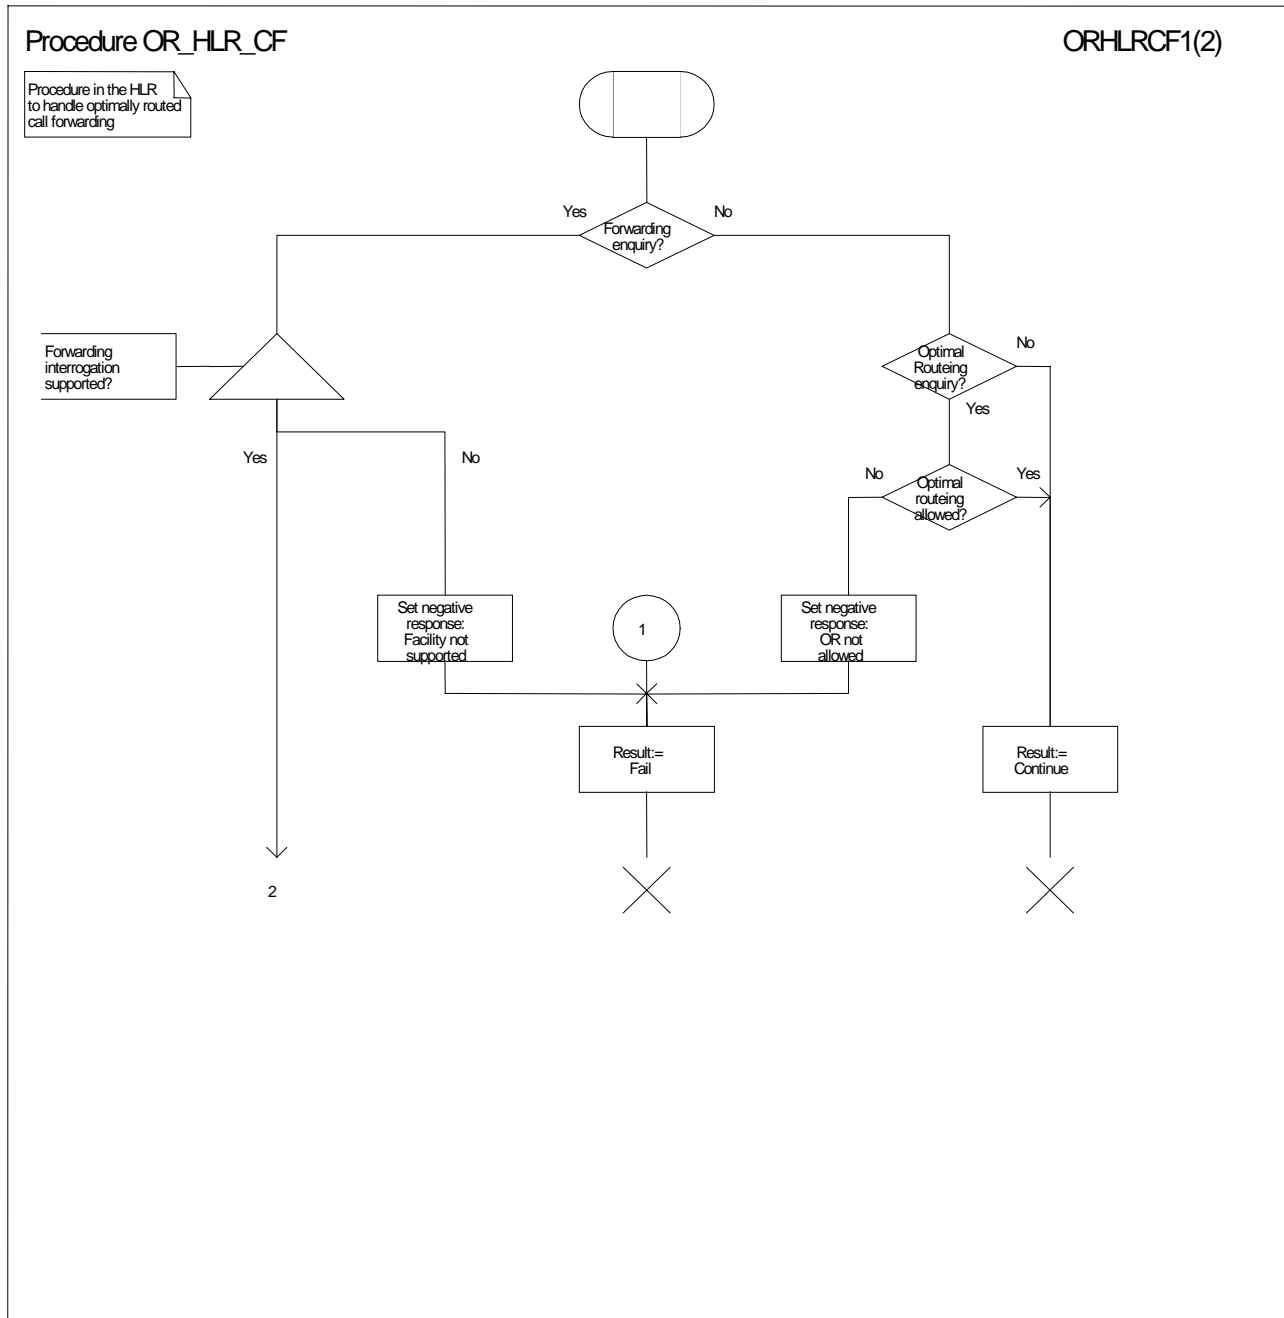 Procedure OR_HLR_CF
ORHLRCF1(2)
Procedure in the HLR
to handle optimally routed
call forwarding
Yes
No
Forwarding
enquiry?
Forwarding
interrogation
supported?
Optimal
Routeing
enquiry?
No
Yes
Yes
No
No
Optimal
routeing
allowed?
Yes
Set negative
response:
Facility not
supported
1
Set negative
response:
OR not
allowed
Result:=
Fail
Result:=
Continue
2